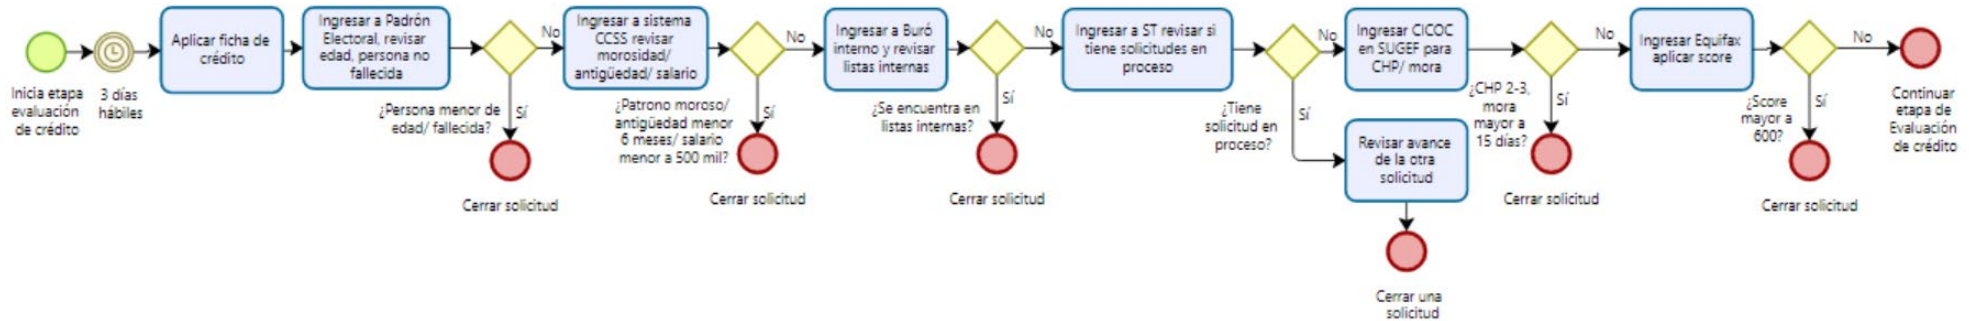 Inicia etapa
evaluación
de crédito
3 días
hábiles
Aplicar ficha de
crédito
Ingresar a Padrón
Electoral, revisar
edad, persona no
fallecida
¿Persona menor de
edad/ fallecida?
No
Sí
Cerrar solicitud
Ingresar a sistema
CCSS revisar
morosidad/
antigüedad/ salario
¿Patrono moroso/
antigüedad menor
6 meses/ salario
menor a 500 mil?
No
Sí
Cerrar solicitud
Ingresar a Buró
interno y revisar
listas internas
¿Se encuentra en
listas internas?
No
Sí
Cerrar solicitud
Ingresar a ST revisar si
tiene solicitudes en
proceso
¿Tiene
solicitud en
proceso?
No
Sí
Revisar avance
de la otra
solicitud
Cerrar una
solicitud
Ingresar CICOC
en SUGEF para
CHP/ mora
¿CHP 2-3,
mora
mayor a
15 días?
No
Sí
Cerrar solicitud
Ingresar Equifax
aplicar score
¿Score
mayor a
600?
No
Sí
Cerrar solicitud
Continuar
etapa de
Evaluación
de crédito